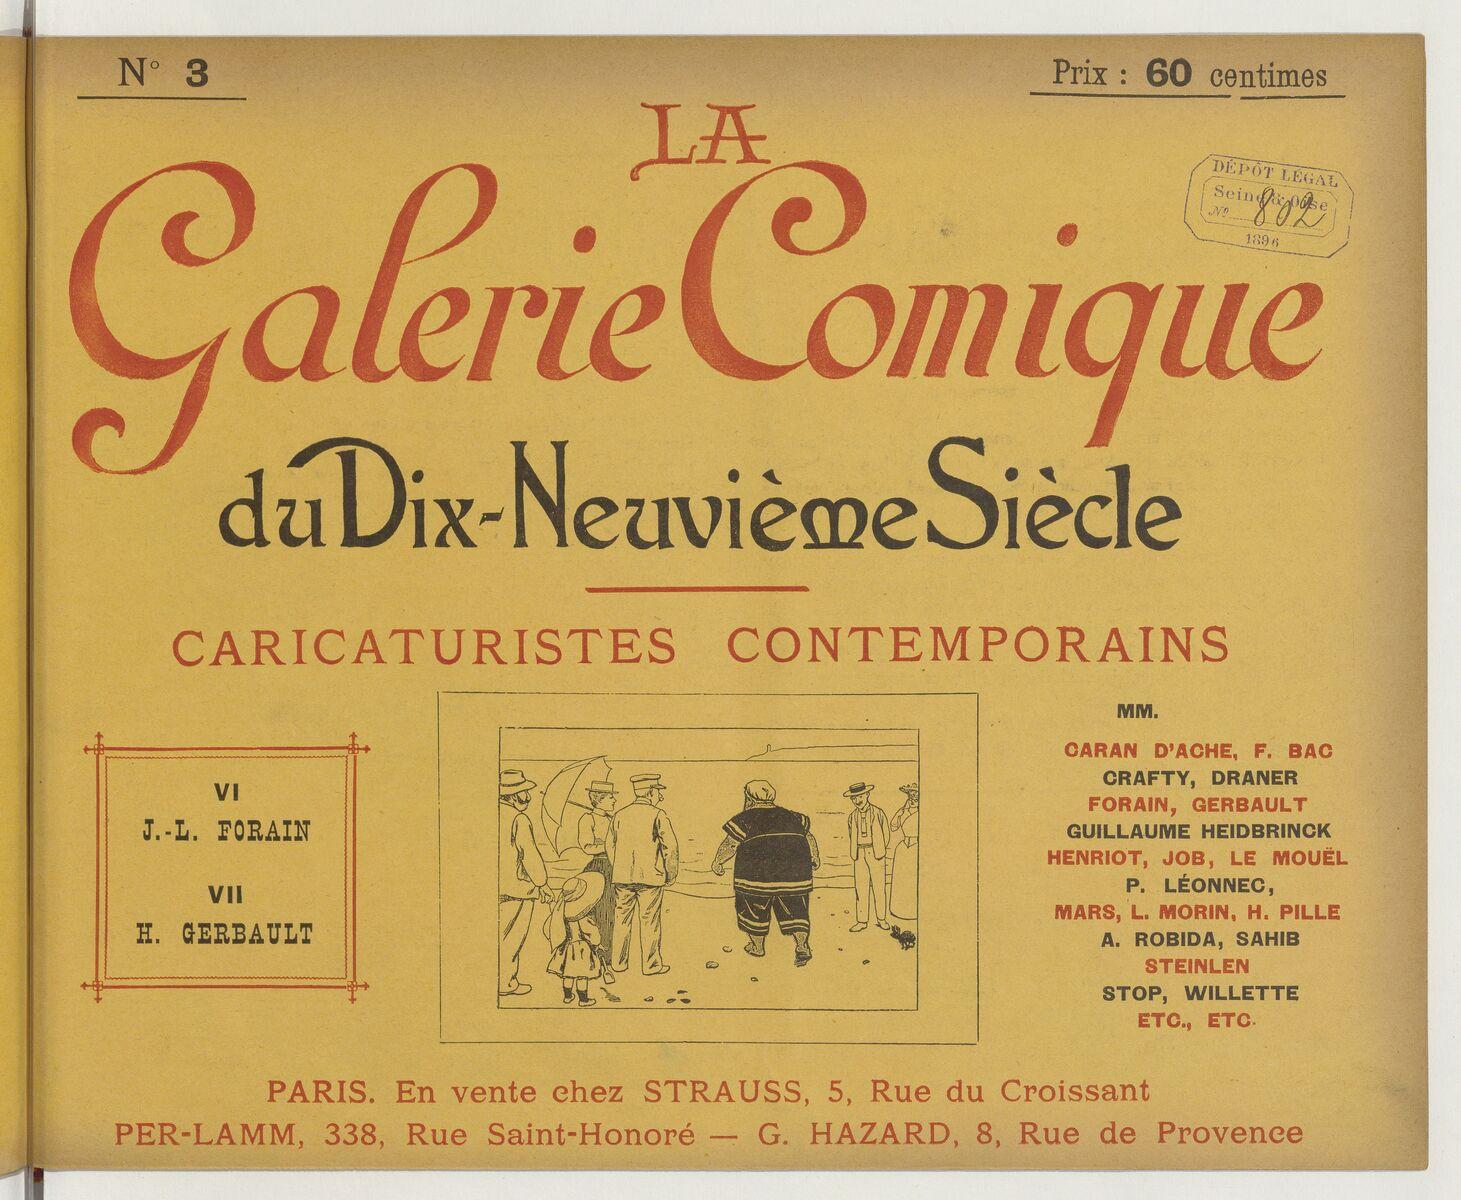 N° 3
Prix : 60 centimes
LA
Galerie Comique
du Dix-Neuvième Siècle
DÉPÔT LÉGAL
Seine & Oise
No 802
1896
CARICATURISTES CONTEMPORAINS
VI
J.-L. FORAIN
VII
H. GERBAULT
MM.
CARAN D'ACHE, F. BAC
CRAFTY, DRANER
FORAIN, GERBAULT
GUILLAUME HEIDBRINCK
HENRIOT, JOB, LE MOUËL
P. LÉONNEC,
MARS, L. MORIN, H. PILLE
A. ROBIDA, SAHIB
STEINLEN
STOP, WILLETTE
ETC., ETC.
PARIS. En vente chez STRAUSS, 5, Rue du Croissant
PER-LAMM, 338, Rue Saint-Honoré — G. HAZARD, 8, Rue de Provence